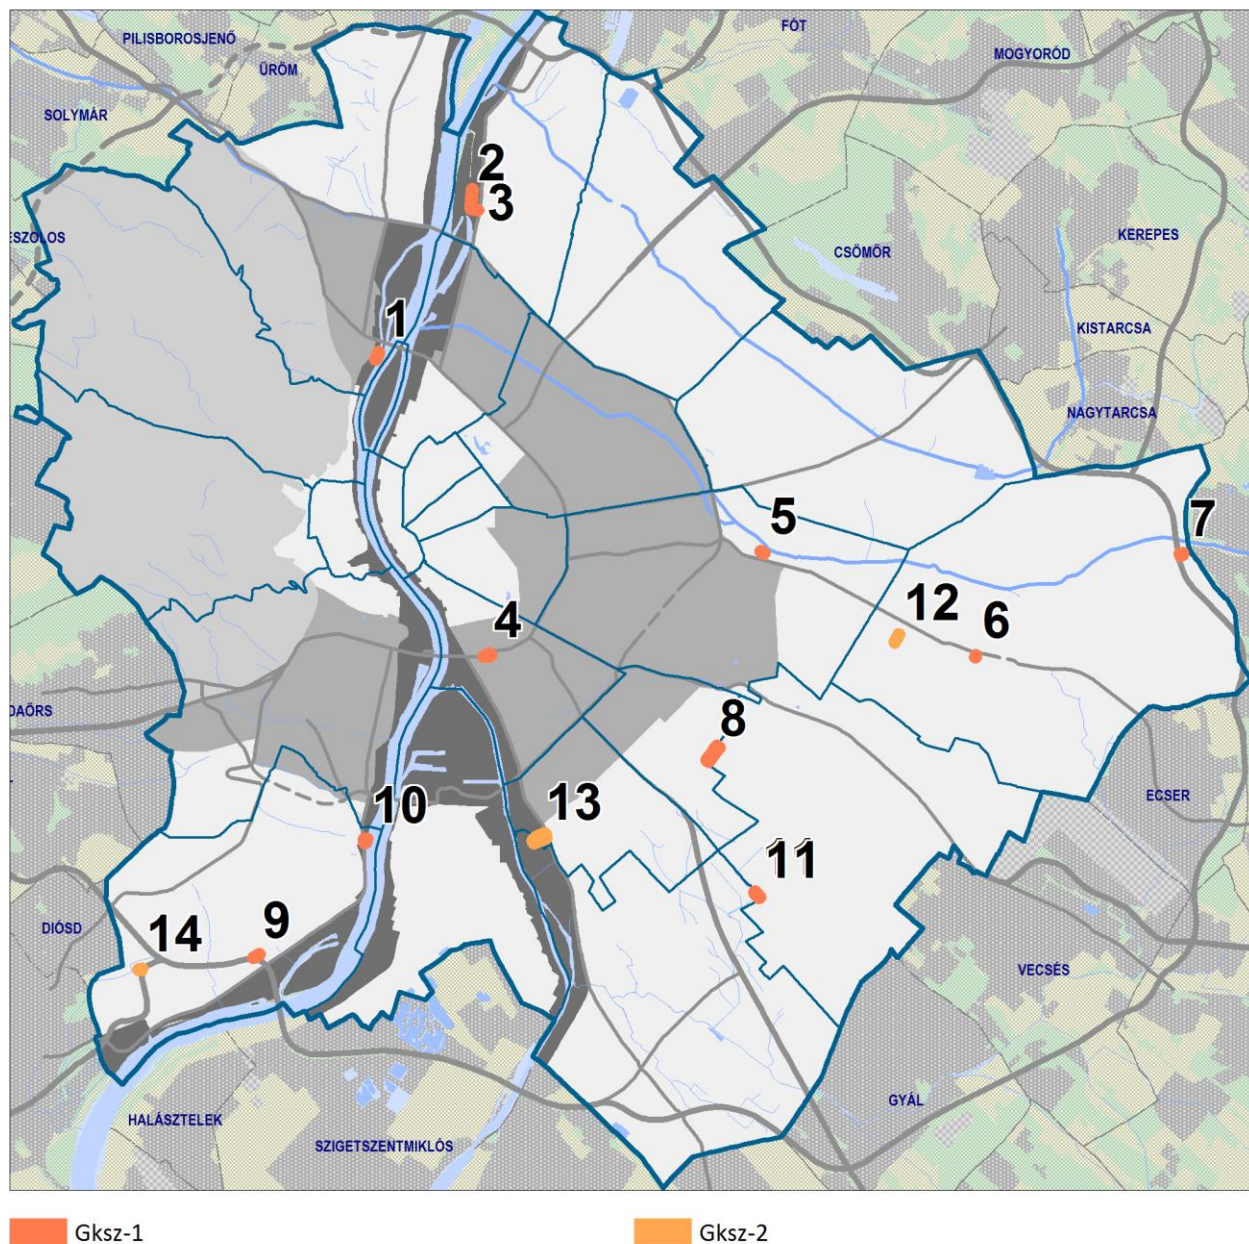 FÓT
PILISBOROSJENŐ
MOGYORÓD
ÜRÖM
SOLYMÁR
2
3
KEREPES
ESZŐLŐS
CSÖMÖR
1
KISTARCSA
NAGYTARCSA
5
7
12
6
4
DAÖRS
8
13
10
ECSER
11
14
9
DIÓSD
VECSÉS
GYÁL
HALÁSZTELEK
SZIGETSZENTMIKLÓS
Gksz-1
Gksz-2